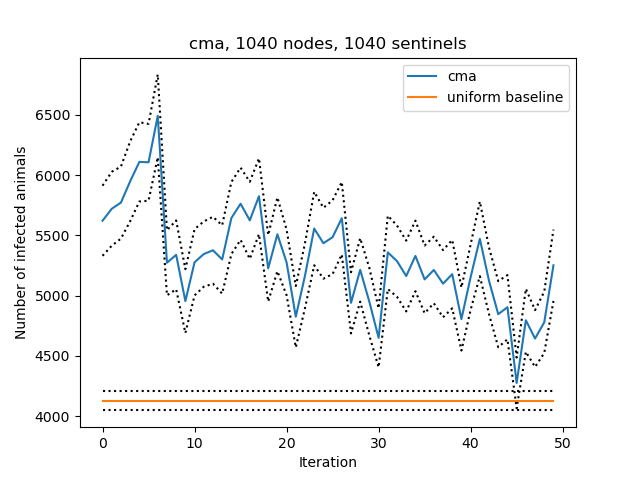 cma, 1040 nodes, 1040 sentinels
cma
uniform baseline
Number of infected animals
6500
6000
5500
5000
4500
4000
0 10 20 30 40 50
Iteration